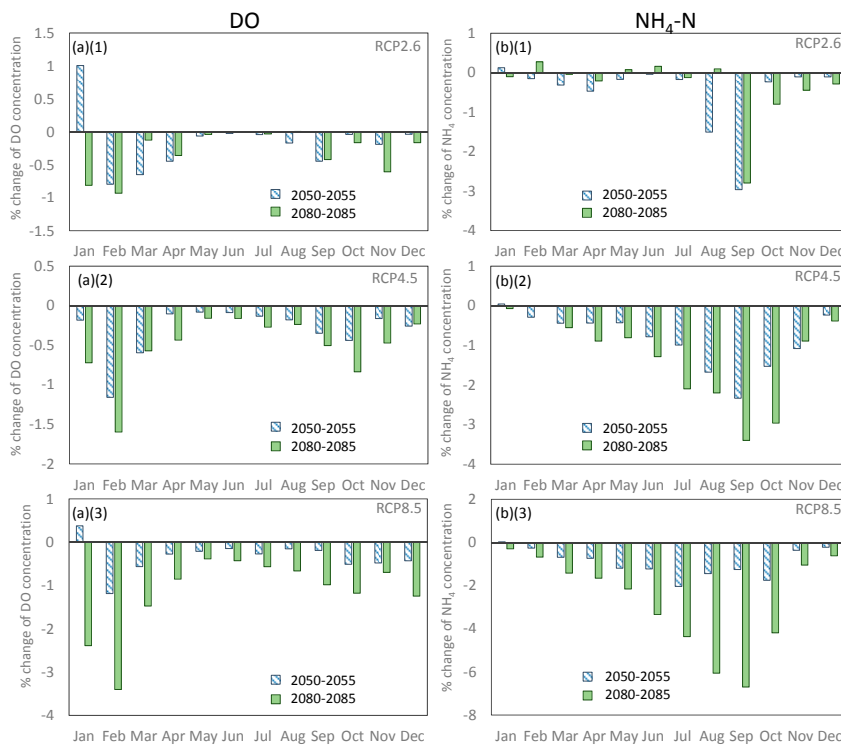 DO
NH₄-N
(a)(1)
RCP2.6
% change of DO concentration
1.5
1
0.5
0
-0.5
-1
-1.5
2050-2055
2080-2085
Jan Feb Mar Apr May Jun Jul Aug Sep Oct Nov Dec
(b)(1)
RCP2.6
% change of NH₄ concentration
1
0
-1
-2
-3
-4
2050-2055
2080-2085
Jan Feb Mar Apr May Jun Jul Aug Sep Oct Nov Dec
(a)(2)
RCP4.5
% change of DO concentration
0.5
0
-0.5
-1
-1.5
-2
2050-2055
2080-2085
Jan Feb Mar Apr May Jun Jul Aug Sep Oct Nov Dec
(b)(2)
RCP4.5
% change of NH₄ concentration
1
0
-1
-2
-3
-4
2050-2055
2080-2085
Jan Feb Mar Apr May Jun Jul Aug Sep Oct Nov Dec
(a)(3)
RCP8.5
% change of DO concentration
1
0
-1
-2
-3
-4
2050-2055
2080-2085
Jan Feb Mar Apr May Jun Jul Aug Sep Oct Nov Dec
(b)(3)
RCP8.5
% change of NH₄ concentration
2
0
-2
-4
-6
-8
2050-2055
2080-2085
Jan Feb Mar Apr May Jun Jul Aug Sep Oct Nov Dec